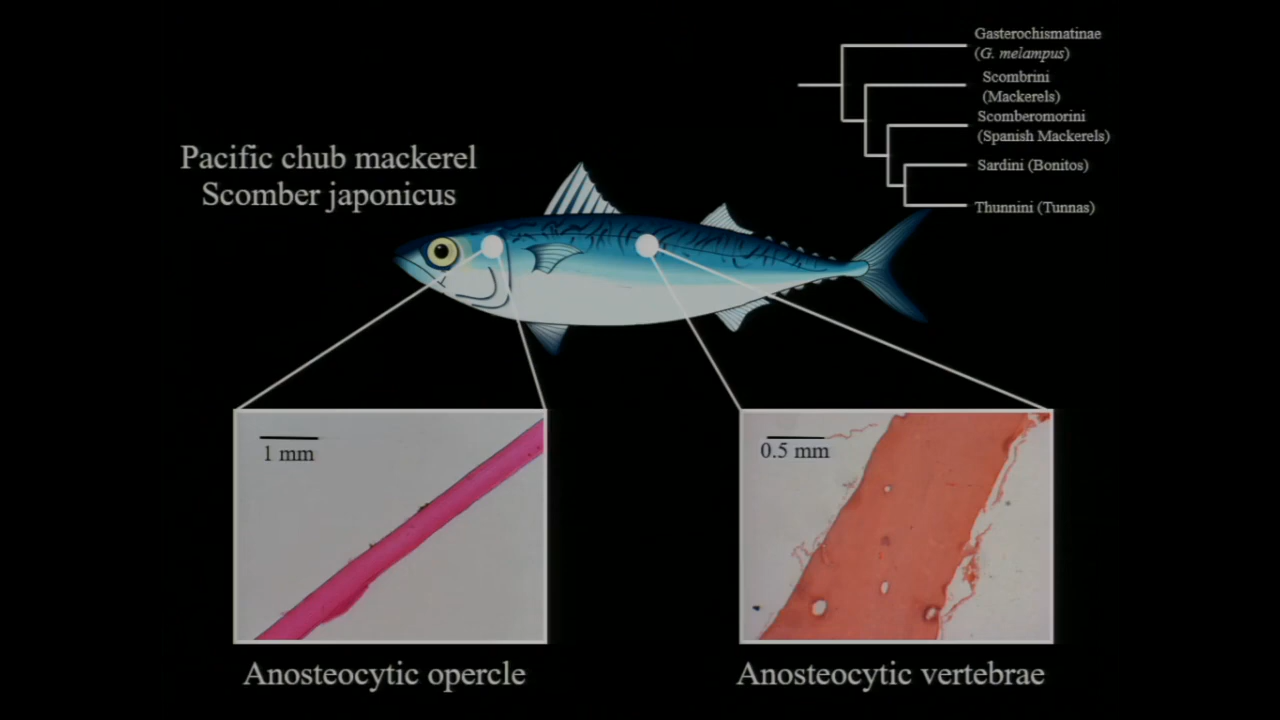 Gasterochismatinae
(G. melampus)
Scombrini
(Mackerels)
Scomberomorini
(Spanish Mackerels)
Sardini (Bonitos)
Thunnini (Tunnas)
Pacific chub mackerel
Scomber japonicus
1 mm
0.5 mm
Anosteocytic opercle
Anosteocytic vertebrae